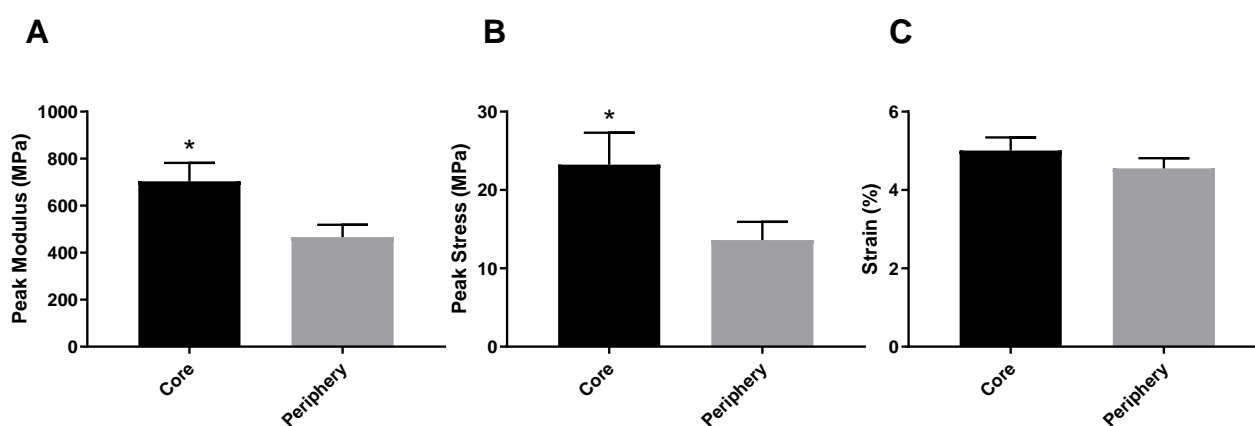 A
Peak Modulus (MPa)
1000
800
600
400
200
0
*
Core
Periphery
B
Peak Stress (MPa)
30
20
10
0
*
Core
Periphery
C
Strain (%)
6
4
2
0
Core
Periphery